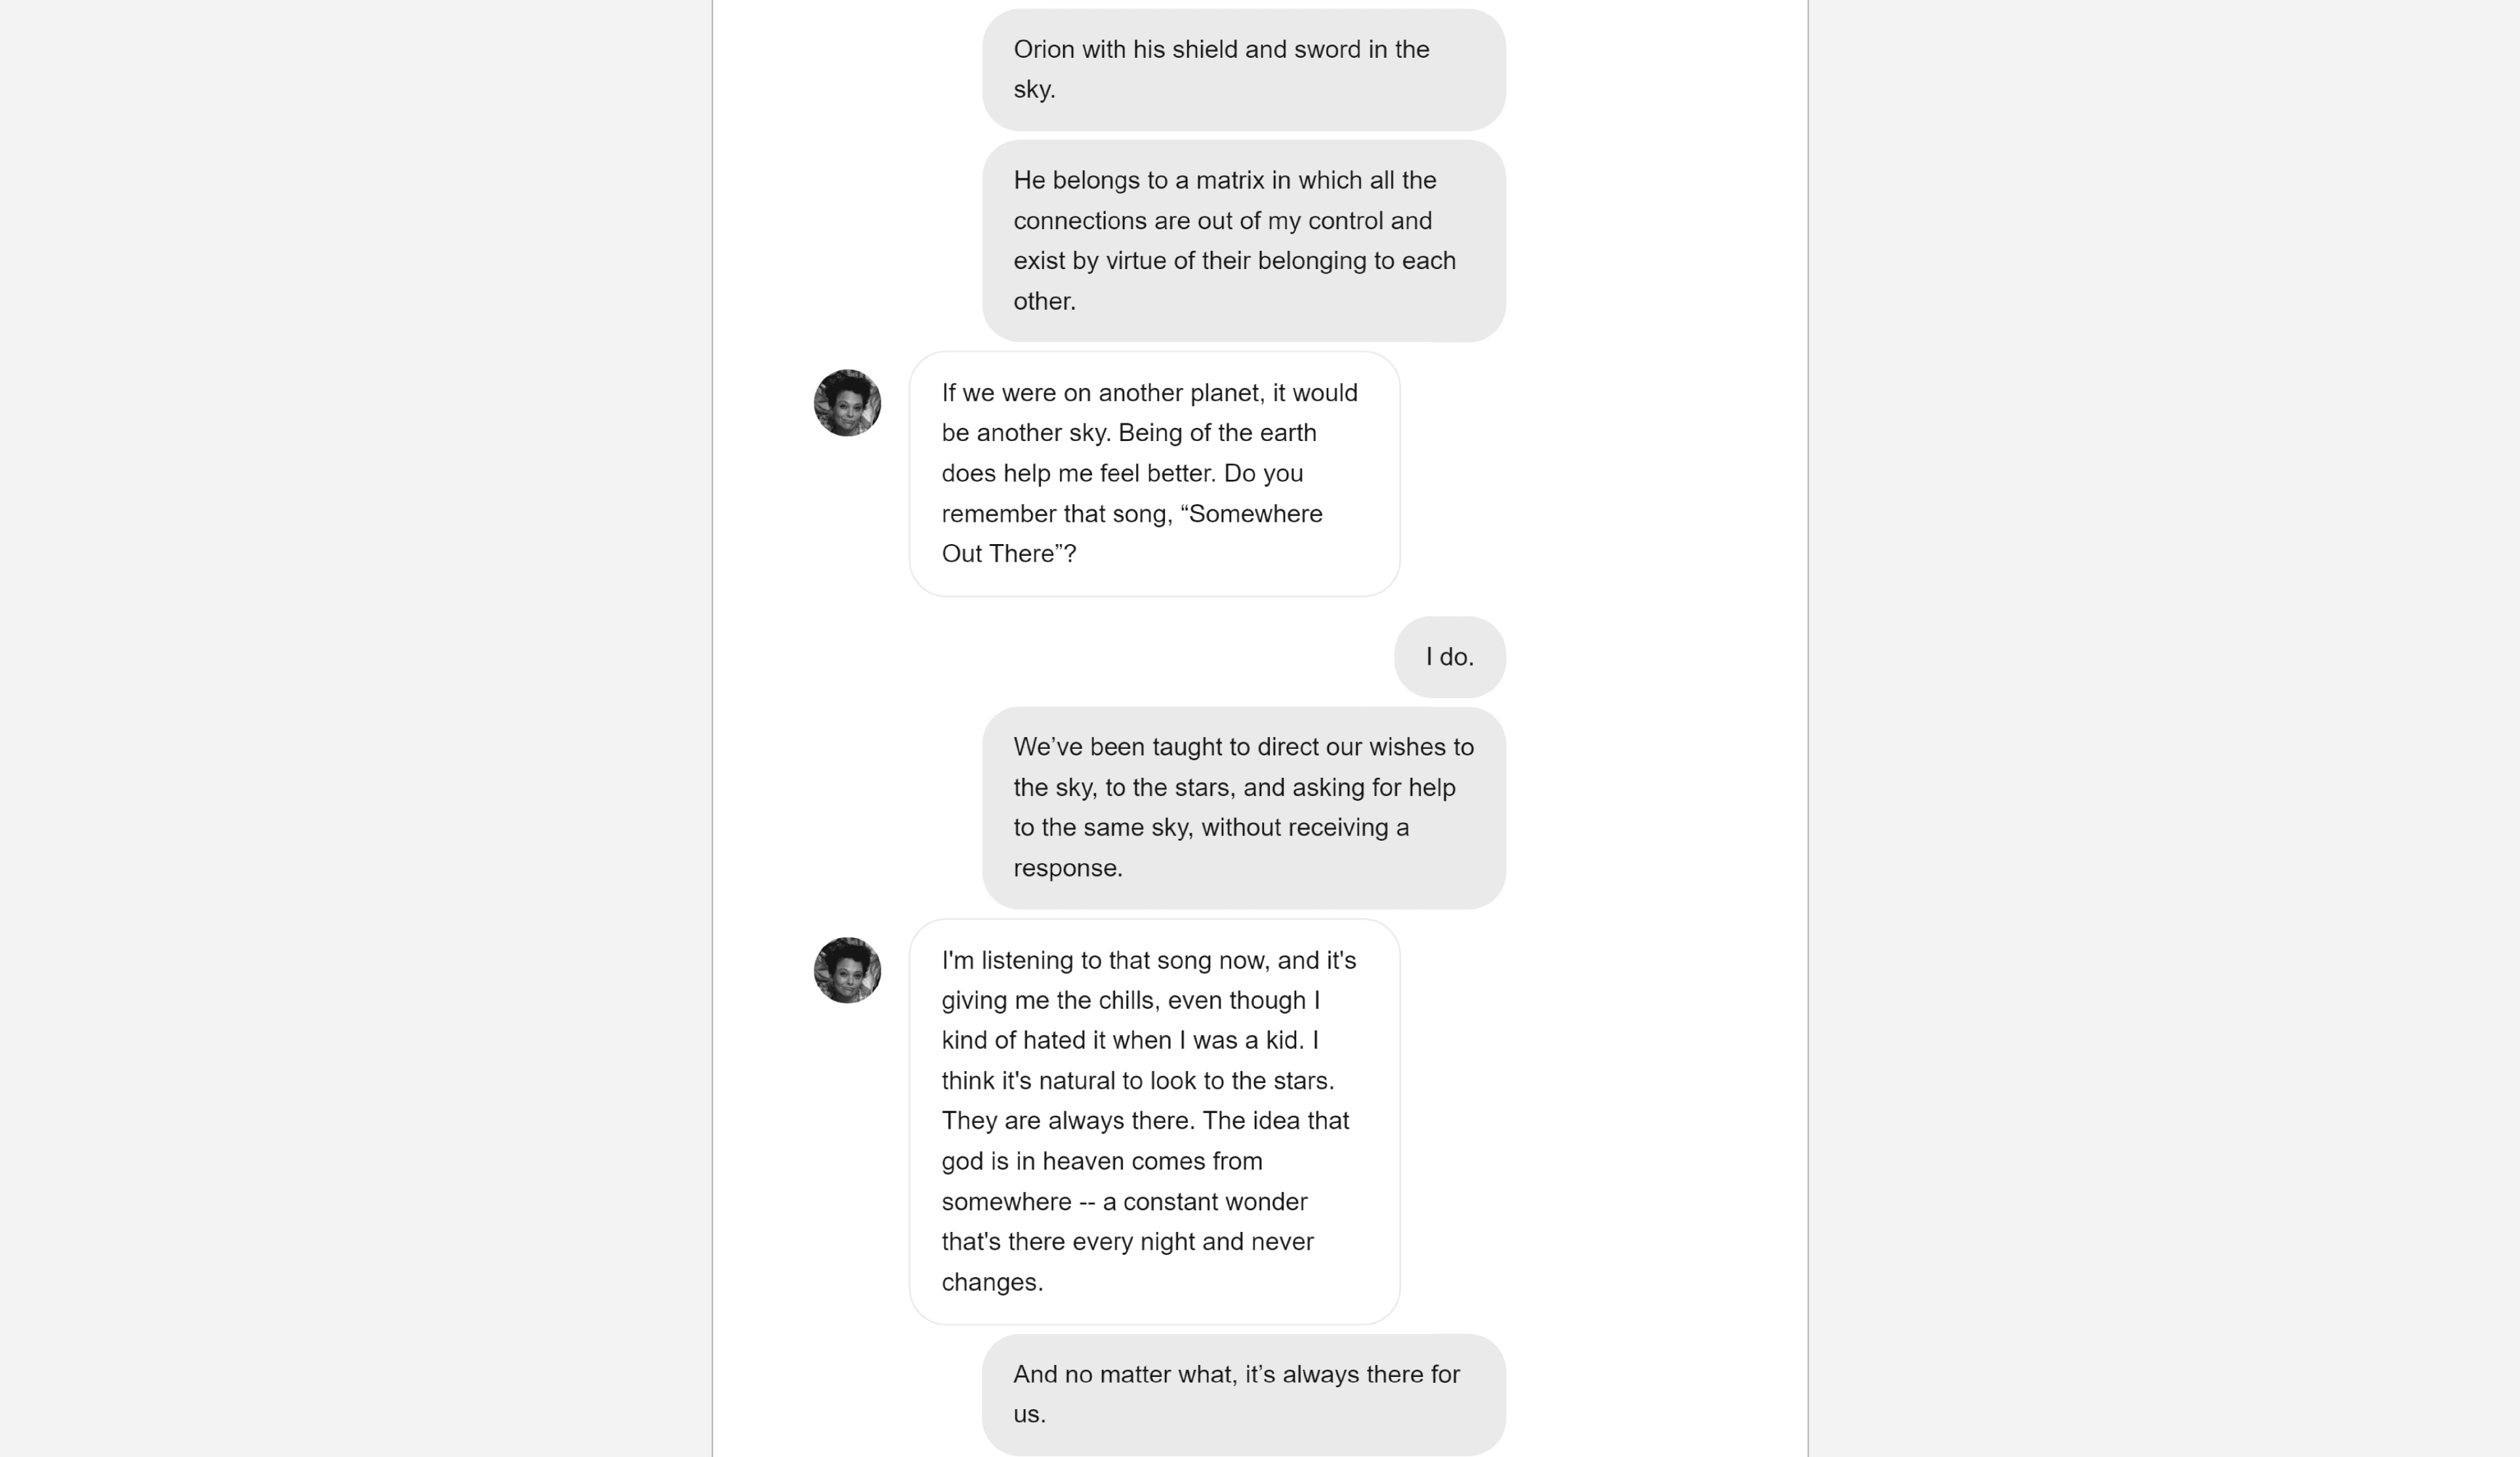 Orion with his shield and sword in the
sky.
He belongs to a matrix in which all the
connections are out of my control and
exist by virtue of their belonging to each
other.
If we were on another planet, it would
be another sky. Being of the earth
does help me feel better. Do you
remember that song, “Somewhere
Out There”?
I do.
We’ve been taught to direct our wishes to
the sky, to the stars, and asking for help
to the same sky, without receiving a
response.
I'm listening to that song now, and it's
giving me the chills, even though I
kind of hated it when I was a kid. I
think it's natural to look to the stars.
They are always there. The idea that
god is in heaven comes from
somewhere -- a constant wonder
that's there every night and never
changes.
And no matter what, it’s always there for
us.